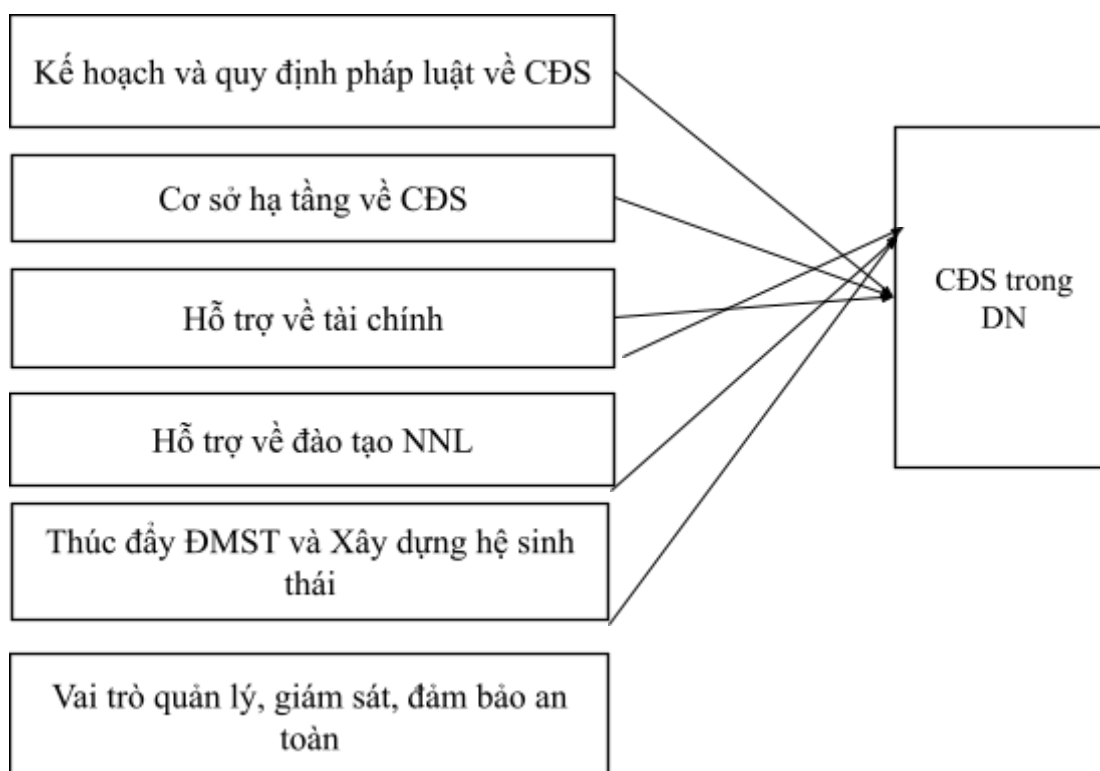 Kế hoạch và quy định pháp luật về CĐS
Cơ sở hạ tầng về CĐS
Hỗ trợ về tài chính
Hỗ trợ về đào tạo NNL
Thúc đẩy ĐMST và Xây dựng hệ sinh
thái
Vai trò quản lý, giám sát, đảm bảo an
toàn
CĐS trong
DN